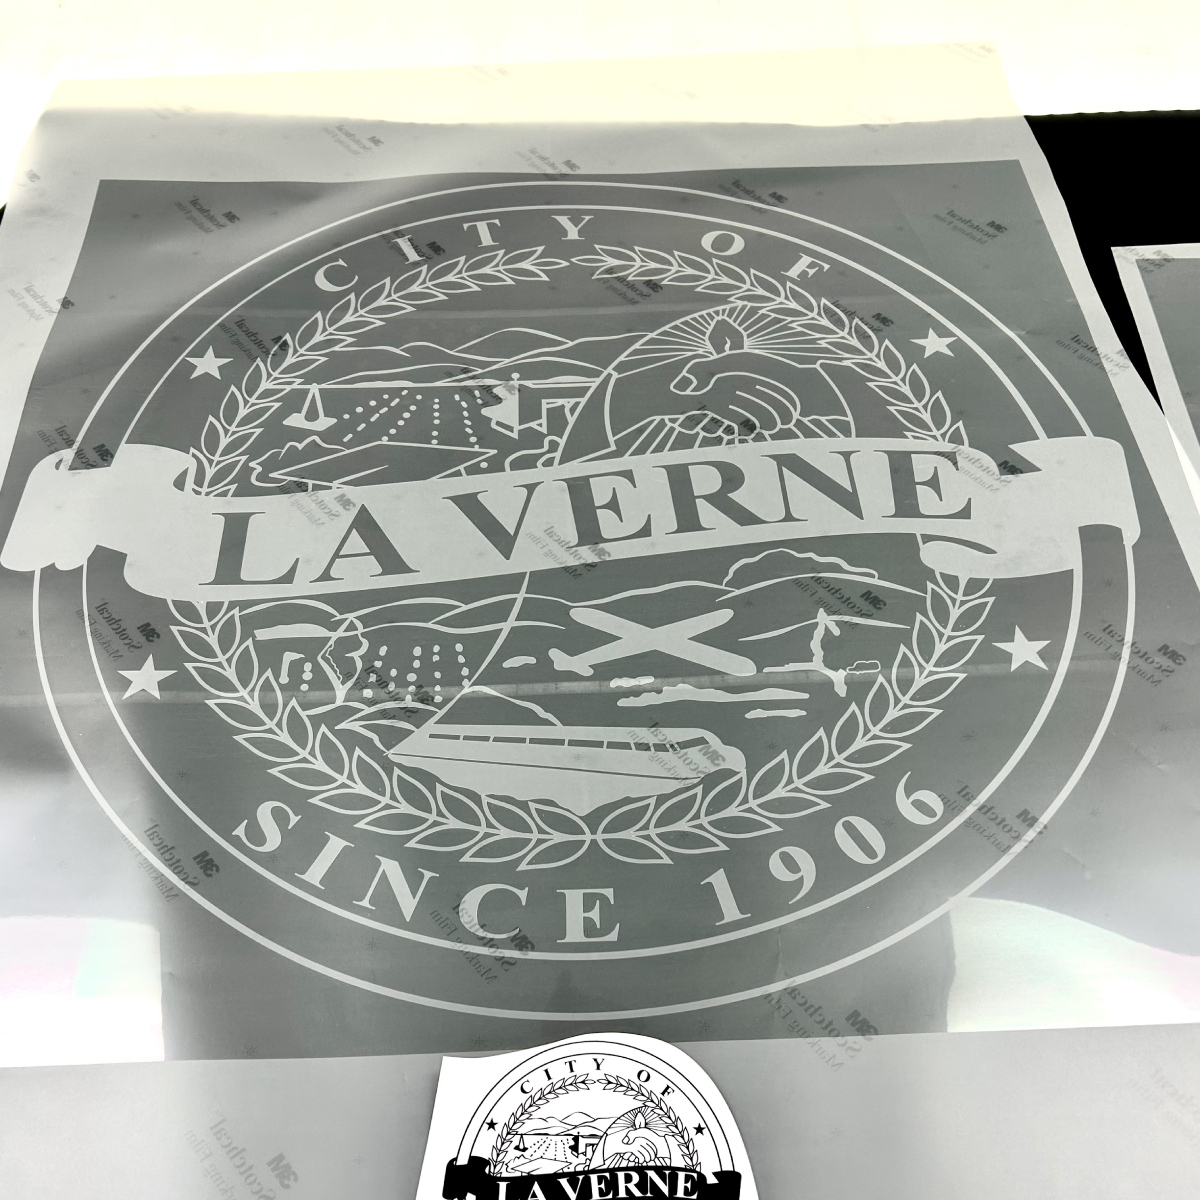 CITY OF
LA VERNE
SINCE 1906
3M
Scotchcal
Marking Film
CITY OF
LA VERNE